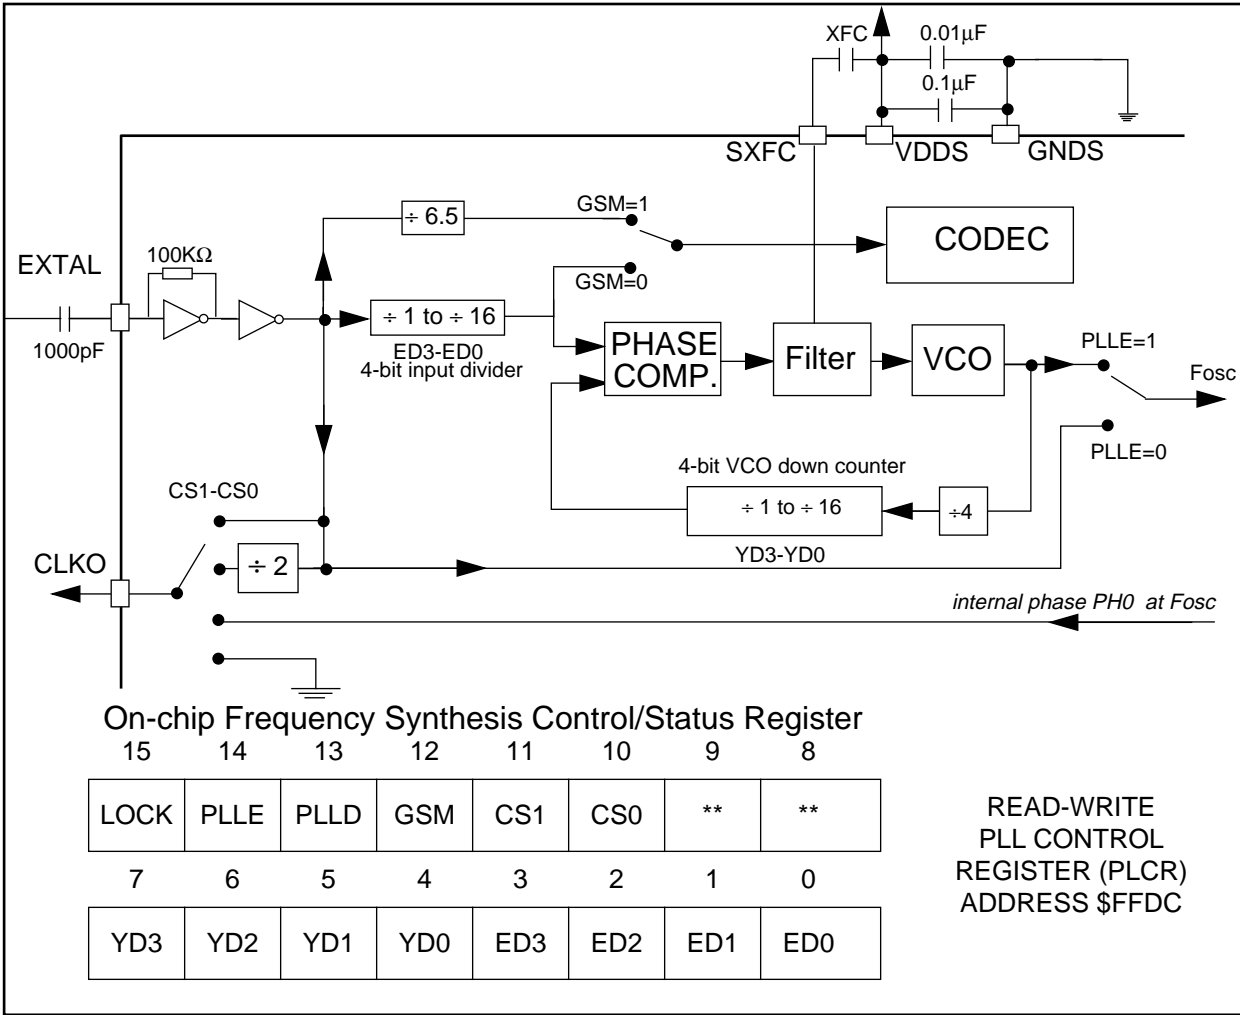 XFC
0.01μF
0.1μF
SXFC
VDDS
GNDS
÷ 6.5
GSM=1
CODEC
EXTAL
100KΩ
GSM=0
÷ 1 to ÷ 16
1000pF
ED3-ED0
4-bit input divider
PHASE
COMP.
Filter
VCO
PLLE=1
Fosc
PLLE=0
4-bit VCO down counter
÷ 1 to ÷ 16
÷4
YD3-YD0
CS1-CS0
CLKO
÷ 2
internal phase PH0 at Fosc
On-chip Frequency Synthesis Control/Status Register
15 14 13 12 11 10 9 8
LOCK PLLE PLLD GSM CS1 CS0 ** **
7 6 5 4 3 2 1 0
YD3 YD2 YD1 YD0 ED3 ED2 ED1 ED0
READ-WRITE
PLL CONTROL
REGISTER (PLCR)
ADDRESS $FFDC